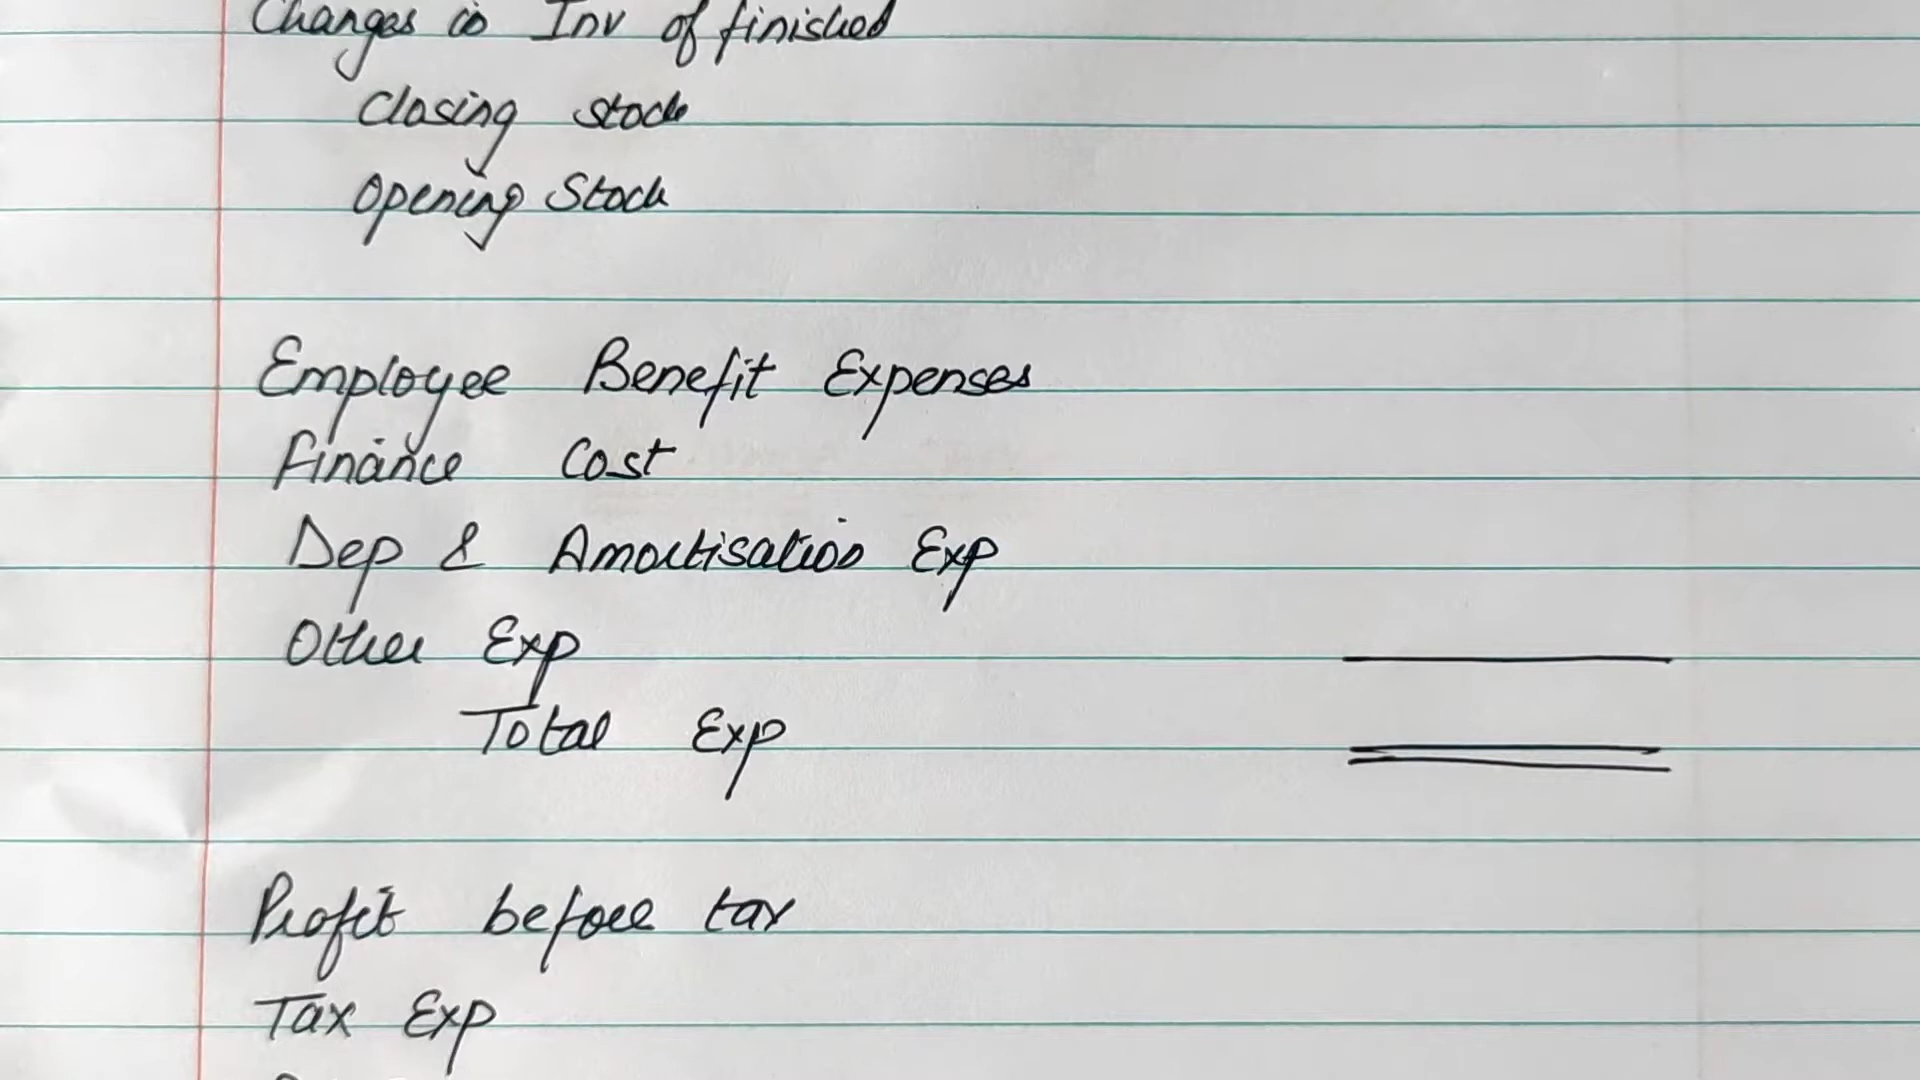 Changes in Inv of finished
Closing stock
Opening Stock
Employee Benefit Expenses
Finance Cost
Dep & Amortisation Exp
Other Exp
Total Exp
Profit before tax
Tax Exp